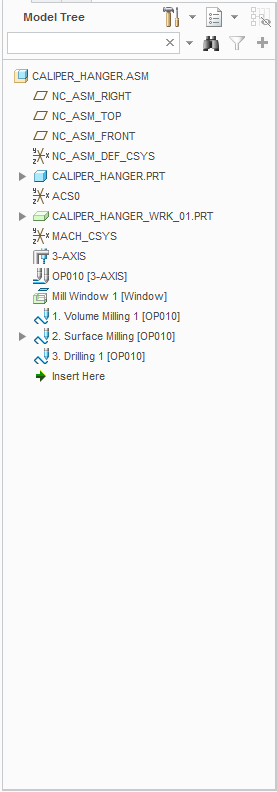 Model Tree
CALIPER_HANGER.ASM
NC_ASM_RIGHT
NC_ASM_TOP
NC_ASM_FRONT
NC_ASM_DEF_CSYS
CALIPER_HANGER.PRT
ACS0
CALIPER_HANGER_WRK_01.PRT
MACH_CSYS
3-AXIS
OP010 [3-AXIS]
Mill Window 1 [Window]
1. Volume Milling 1 [OP010]
2. Surface Milling [OP010]
3. Drilling 1 [OP010]
Insert Here